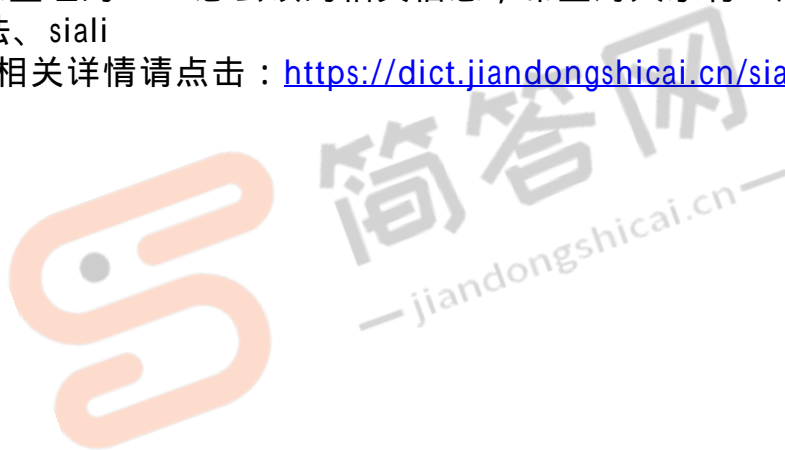 法、siali
相关详情请点击：https://dict.jiandongshicai.cn/sia
简答网
jiandongshicai.cn